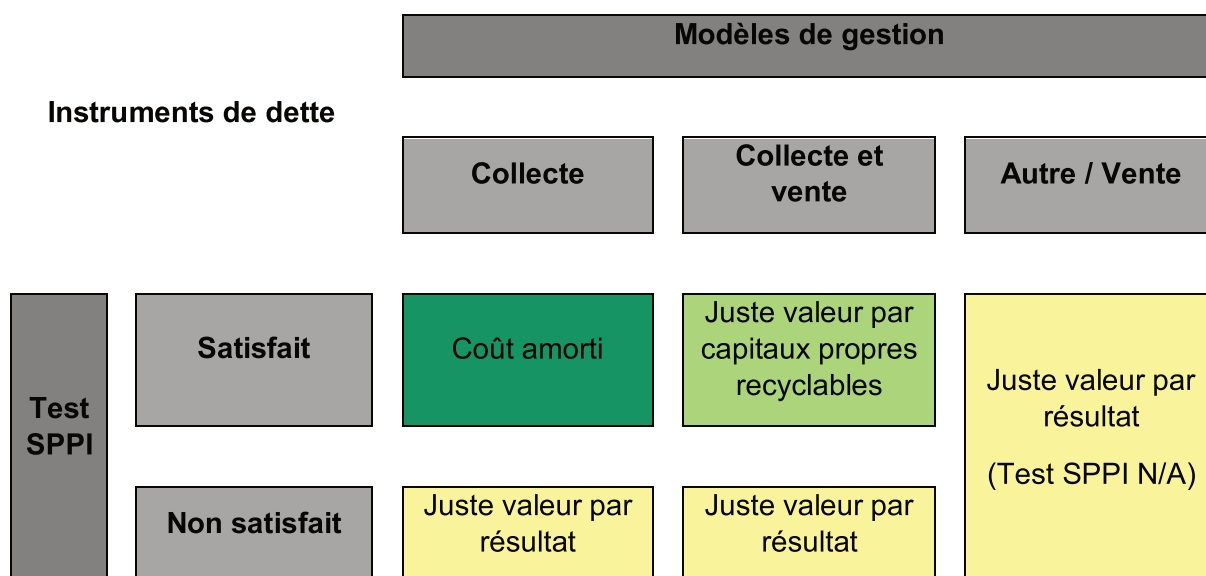 Modèles de gestion
Instruments de dette
Collecte
Collecte et
vente
Autre / Vente
Test
SPPI
Satisfait
Coût amorti
Juste valeur par
capitaux propres
recyclables
Juste valeur par
résultat
(Test SPPI N/A)
Non satisfait
Juste valeur par
résultat
Juste valeur par
résultat